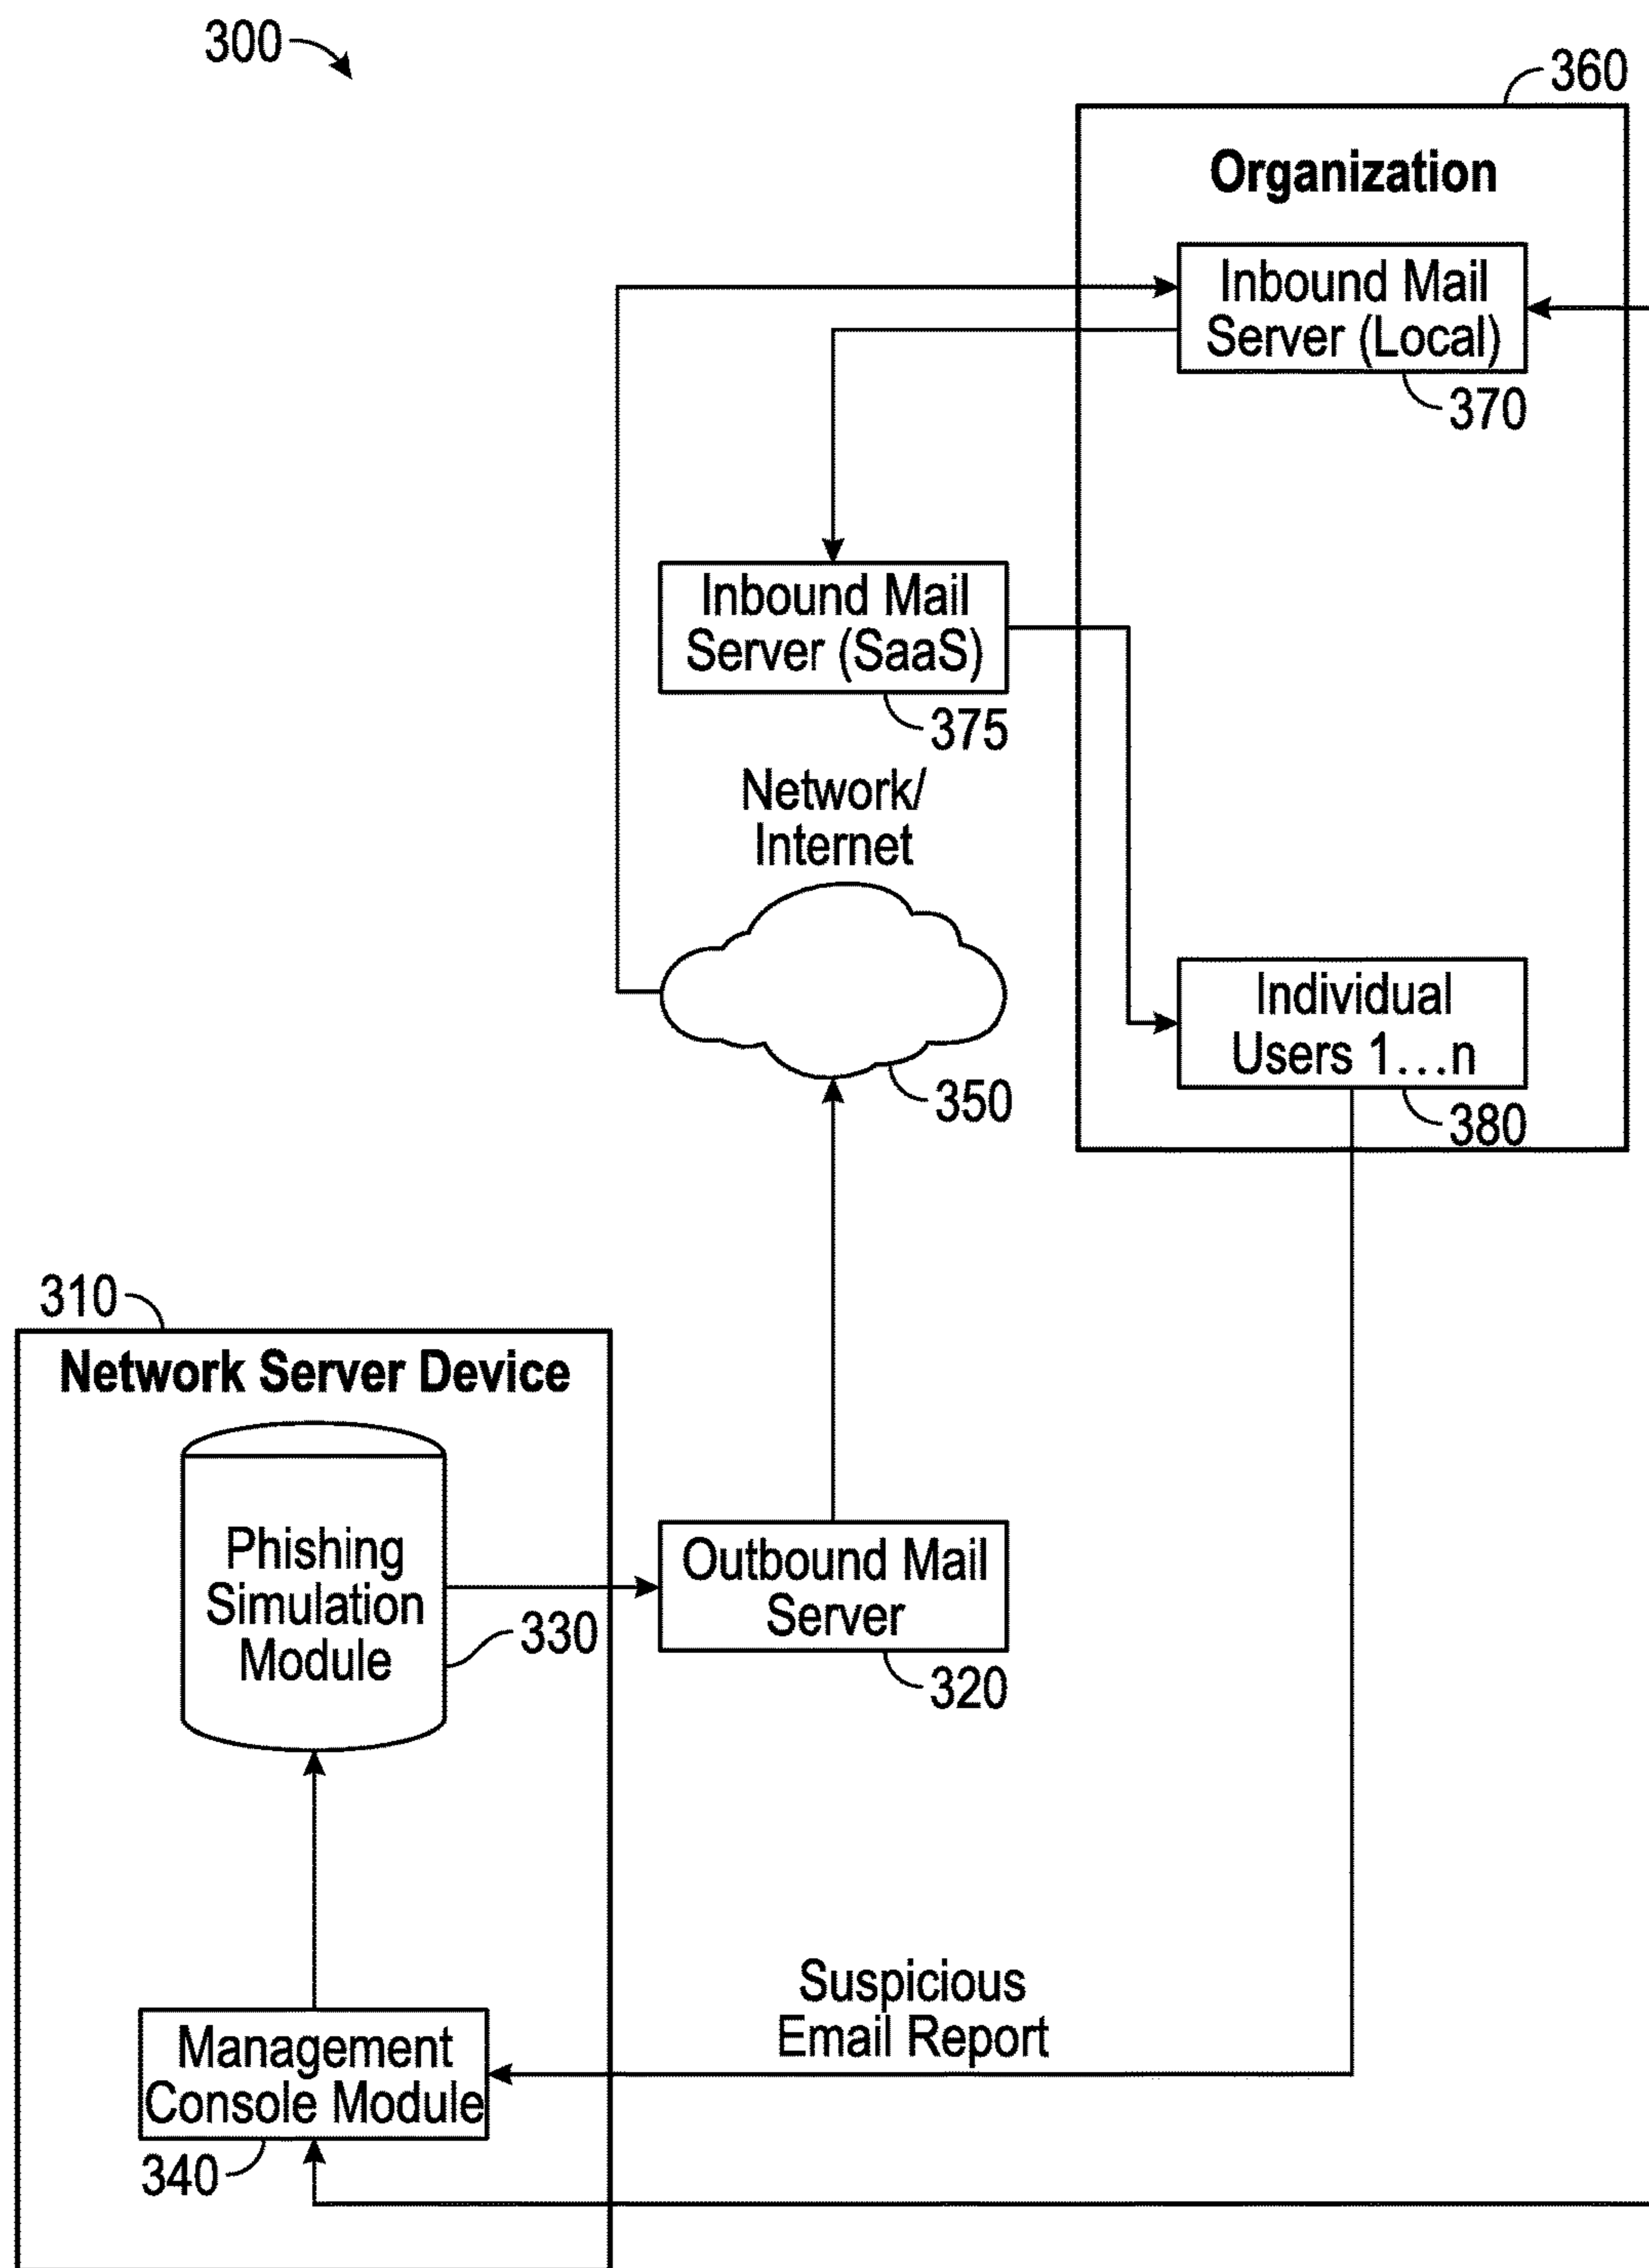 300
360
Organization
Inbound Mail
Server (Local)
370
Inbound Mail
Server (SaaS)
375
Network/
Internet
350
Individual
Users 1...n
380
310
Network Server Device
Phishing
Simulation
Module
330
Outbound Mail
Server
320
Suspicious
Email Report
Management
Console Module
340